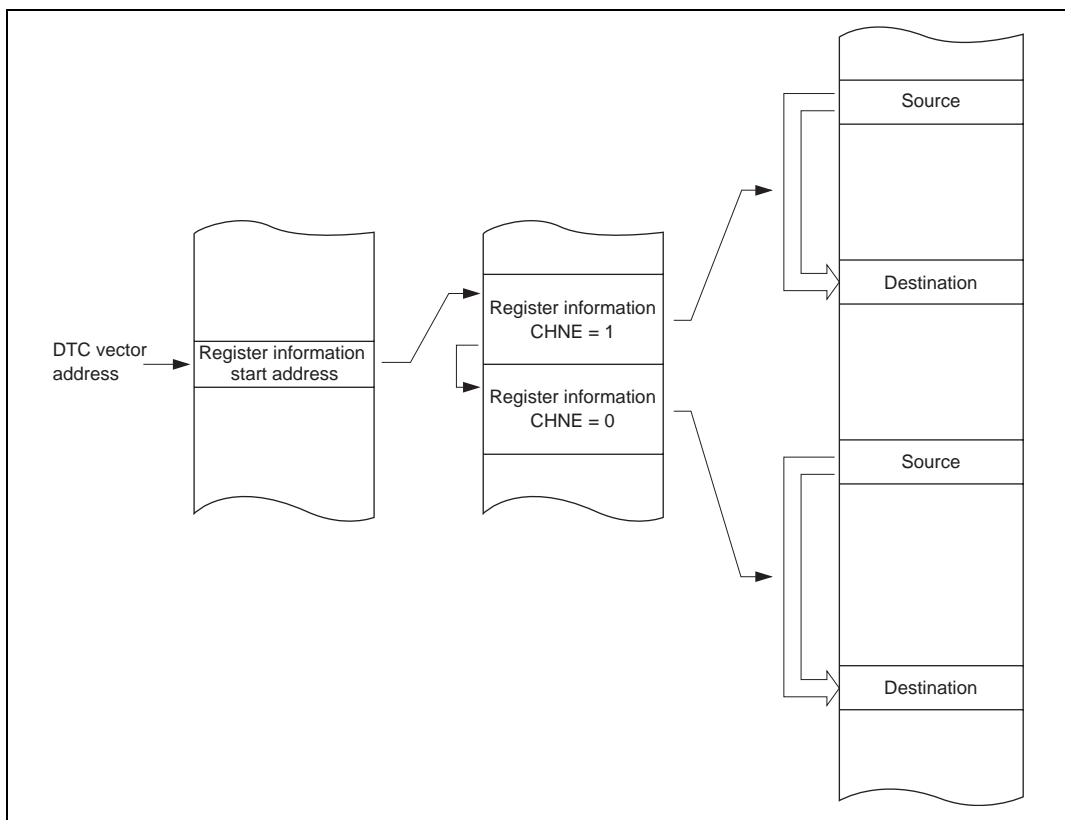 DTC vector
address
Register information
start address
Register information
CHNE = 1
Register information
CHNE = 0
Source
Destination
Source
Destination